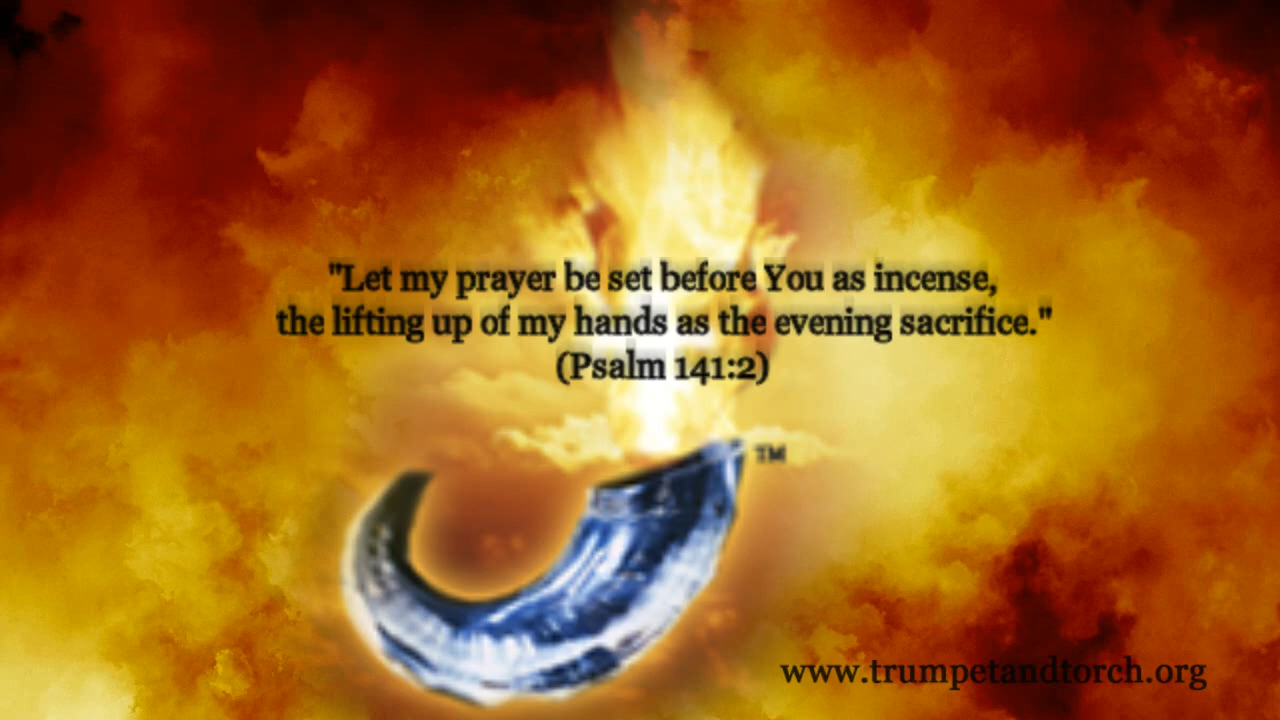 "Let my prayer be set before You as incense,
the lifting up of my hands as the evening sacrifice."
(Psalm 141:2)
TM
www.trumpetandtorch.org